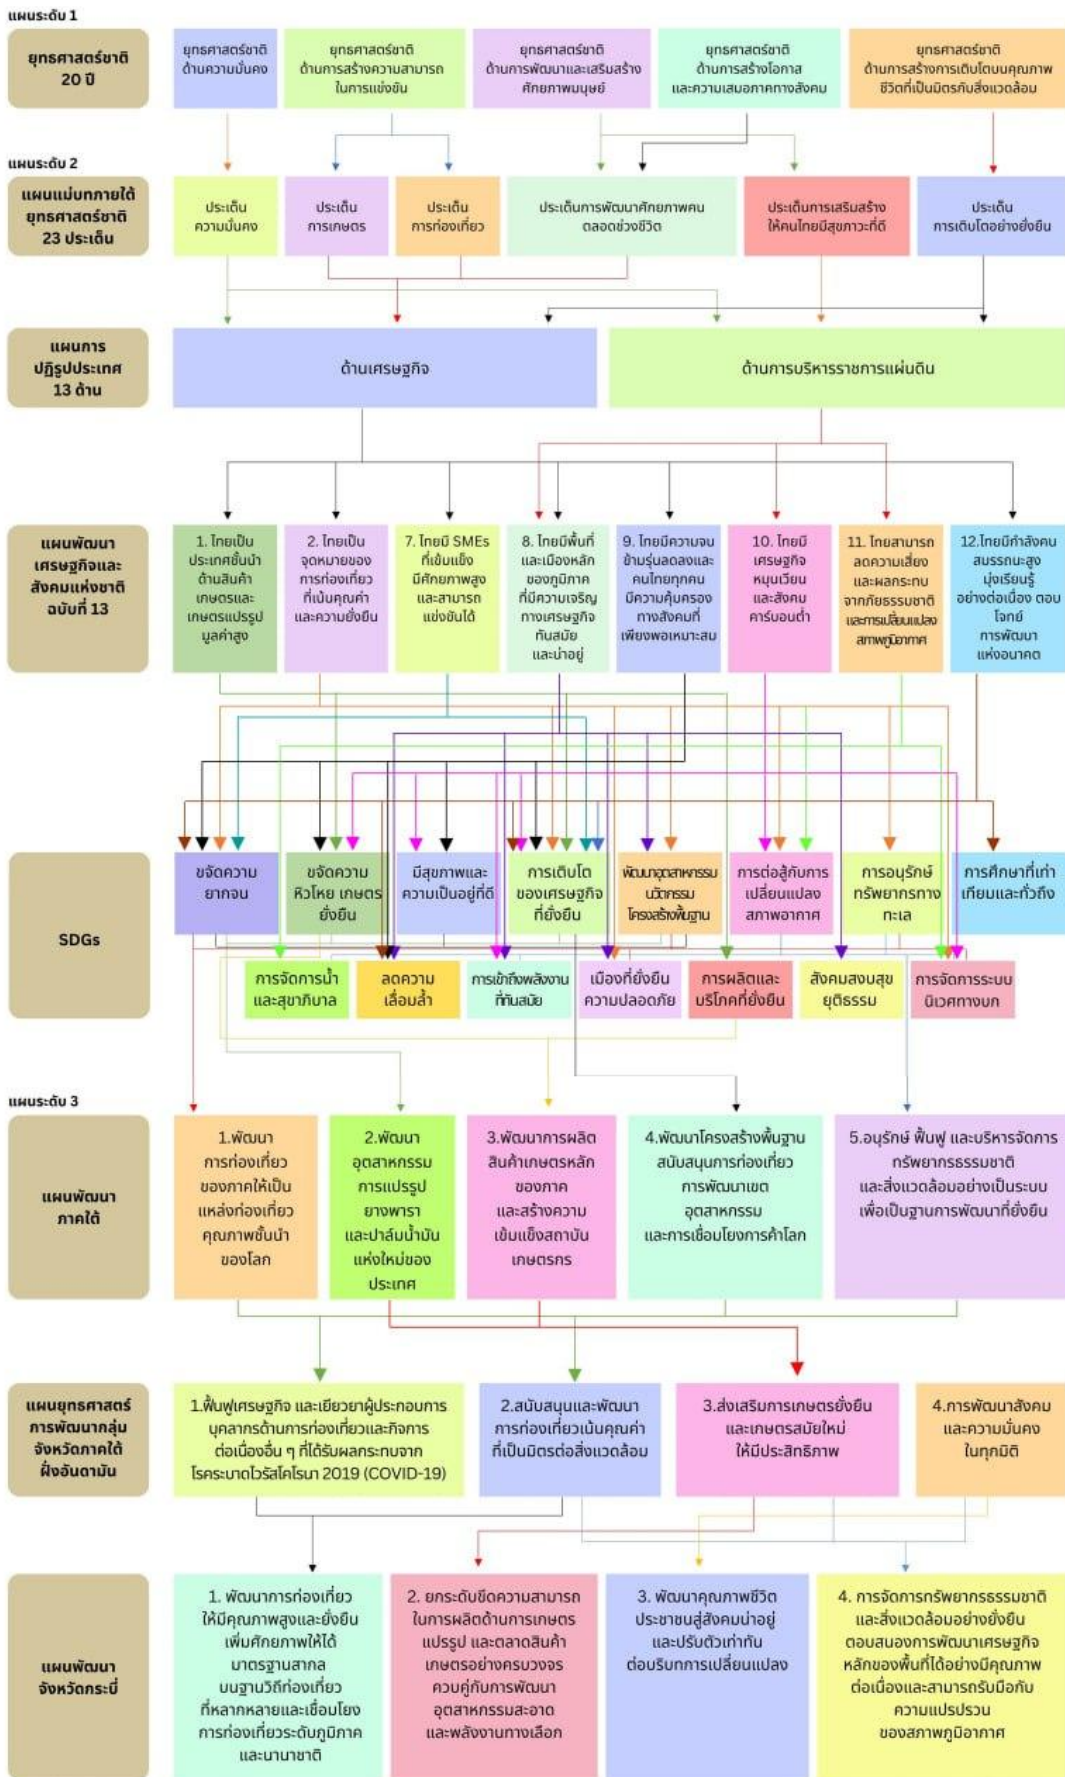 แผนระดับ 1
ยุทธศาสตร์ชาติ
20 ปี
ยุทธศาสตร์ชาติ
ด้านความมั่นคง
ยุทธศาสตร์ชาติ
ด้านการสร้างความสามารถ
ในการแข่งขัน
ยุทธศาสตร์ชาติ
ด้านการพัฒนาและเสริมสร้าง
ศักยภาพมนุษย์
ยุทธศาสตร์ชาติ
ด้านการสร้างโอกาส
และความเสมอภาคทางสังคม
ยุทธศาสตร์ชาติ
ด้านการสร้างการเติบโตบนคุณภาพ
ชีวิตที่เป็นมิตรกับสิ่งแวดล้อม
แผนระดับ 2
แผนแม่บทภายใต้
ยุทธศาสตร์ชาติ
23 ประเด็น
ประเด็น
ความมั่นคง
ประเด็น
การเกษตร
ประเด็น
การท่องเที่ยว
ประเด็นการพัฒนาศักยภาพคน
ตลอดช่วงชีวิต
ประเด็นการเสริมสร้าง
ให้คนไทยมีสุขภาวะที่ดี
ประเด็น
การเติบโตอย่างยั่งยืน
แผนการ
ปฏิรูปประเทศ
13 ด้าน
ด้านเศรษฐกิจ
ด้านการบริหารราชการแผ่นดิน
แผนพัฒนา
เศรษฐกิจและ
สังคมแห่งชาติ
ฉบับที่ 13
1. ไทยเป็น
ประเทศชั้นนำ
ด้านสินค้า
เกษตรและ
เกษตรแปรรูป
มูลค่าสูง
2. ไทยเป็น
จุดหมายของ
การท่องเที่ยว
ที่เน้นคุณค่า
และความยั่งยืน
7. ไทยมี SMEs
ที่เข้มแข็ง
มีศักยภาพสูง
และสามารถ
แข่งขันได้
8. ไทยมีพื้นที่
และเมืองหลัก
ของภูมิภาค
ที่มีความเจริญ
ทางเศรษฐกิจ
ทันสมัย
และน่าอยู่
9. ไทยมีความจน
ข้ามรุ่นลดลงและ
คนไทยทุกคน
มีความคุ้มครอง
ทางสังคมที่
เพียงพอเหมาะสม
10. ไทยมี
เศรษฐกิจ
หมุนเวียน
และสังคม
คาร์บอนต่ำ
11. ไทยสามารถ
ลดความเสี่ยง
และผลกระทบ
จากภัยธรรมชาติ
และการเปลี่ยนแปลง
สภาพภูมิอากาศ
12.ไทยมีกำลังคน
สมรรถนะสูง
มุ่งเรียนรู้
อย่างต่อเนื่อง ตอบ
โจทย์
การพัฒนา
แห่งอนาคต
SDGs
ขจัดความ
ยากจน
ขจัดความ
หิวโหย เกษตร
ยั่งยืน
มีสุขภาพและ
ความเป็นอยู่ที่ดี
การเติบโต
ของเศรษฐกิจ
ที่ยั่งยืน
พัฒนาอุตสาหกรรม
นวัตกรรม
โครงสร้างพื้นฐาน
การต่อสู้กับการ
เปลี่ยนแปลง
สภาพอากาศ
การอนุรักษ์
ทรัพยากรทาง
ทะเล
การศึกษาที่เท่า
เทียมและทั่วถึง
การจัดการน้ำ
และสุขาภิบาล
ลดความ
เลื่อมล้ำ
การเข้าถึงพลังงาน
ที่ทันสมัย
เมืองที่ยั่งยืน
ความปลอดภัย
การผลิตและ
บริโภคที่ยั่งยืน
สังคมสงบสุข
ยุติธรรม
การจัดการระบบ
นิเวศทางบก
แผนระดับ 3
แผนพัฒนา
ภาคใต้
1.พัฒนา
การท่องเที่ยว
ของภาคให้เป็น
แหล่งท่องเที่ยว
คุณภาพชั้นนำ
ของโลก
2.พัฒนา
อุตสาหกรรม
การแปรรูป
ยางพารา
และปาล์มน้ำมัน
แห่งใหม่ของ
ประเทศ
3.พัฒนาการผลิต
สินค้าเกษตรหลัก
ของภาค
และสร้างความ
เข้มแข็งสถาบัน
เกษตรกร
4.พัฒนาโครงสร้างพื้นฐาน
สนับสนุนการท่องเที่ยว
การพัฒนาเขต
อุตสาหกรรม
และการเชื่อมโยงการค้าโลก
5.อนุรักษ์ ฟื้นฟู และบริหารจัดการ
ทรัพยากรธรรมชาติ
และสิ่งแวดล้อมอย่างเป็นระบบ
เพื่อเป็นฐานการพัฒนาที่ยั่งยืน
แผนยุทธศาสตร์
การพัฒนากลุ่ม
จังหวัดภาคใต้
ฝั่งอันดามัน
1.ฟื้นฟูเศรษฐกิจ และเยียวยาผู้ประกอบการ
บุคลากรด้านการท่องเที่ยวและกิจการ
ต่อเนื่องอื่น ๆ ที่ได้รับผลกระทบจาก
โรคระบาดไวรัสโคโรนา 2019 (COVID-19)
2.สนับสนุนและพัฒนา
การท่องเที่ยวเน้นคุณค่า
ที่เป็นมิตรต่อสิ่งแวดล้อม
3.ส่งเสริมการเกษตรยั่งยืน
และเกษตรสมัยใหม่
ให้มีประสิทธิภาพ
4.การพัฒนาสังคม
และความมั่นคง
ในทุกมิติ
แผนพัฒนา
จังหวัดกระบี่
1. พัฒนาการท่องเที่ยว
ให้มีคุณภาพสูงและยั่งยืน
เพิ่มศักยภาพให้ได้
มาตรฐานสากล
บนฐานวิถีท่องเที่ยว
ที่หลากหลายและเชื่อมโยง
การท่องเที่ยวระดับภูมิภาค
และนานาชาติ
2. ยกระดับขีดความสามารถ
ในการผลิตด้านการเกษตร
แปรรูป และตลาดสินค้า
เกษตรอย่างครบวงจร
ควบคู่กับการพัฒนา
อุตสาหกรรมสะอาด
และพลังงานทางเลือก
3. พัฒนาคุณภาพชีวิต
ประชาชนสู่สังคมน่าอยู่
และปรับตัวเท่าทัน
ต่อบริบทการเปลี่ยนแปลง
4. การจัดการทรัพยากรธรรมชาติ
และสิ่งแวดล้อมอย่างยั่งยืน
ตอบสนองการพัฒนาเศรษฐกิจ
หลักของพื้นที่ได้อย่างมีคุณภาพ
ต่อเนื่องและสามารถรับมือกับ
ความแปรปรวน
ของสภาพภูมิอากาศ